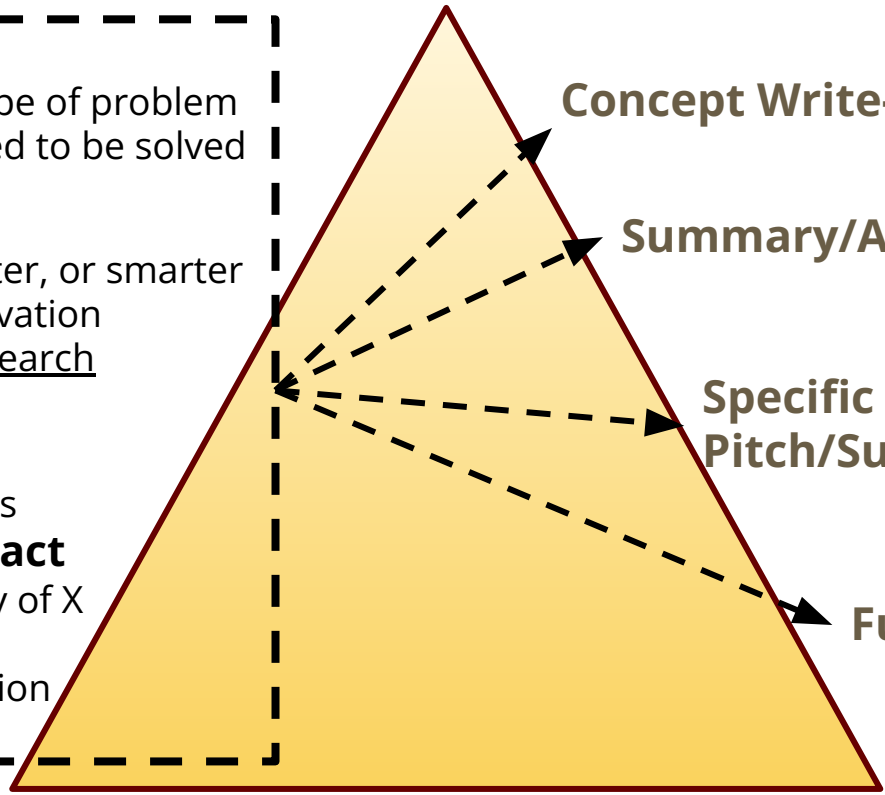 pe of problem
ed to be solved
ter, or smarter
vation
earch
s
act
y of X
ion
Concept Write-
Summary/A
Specific
Pitch/Su
Fu